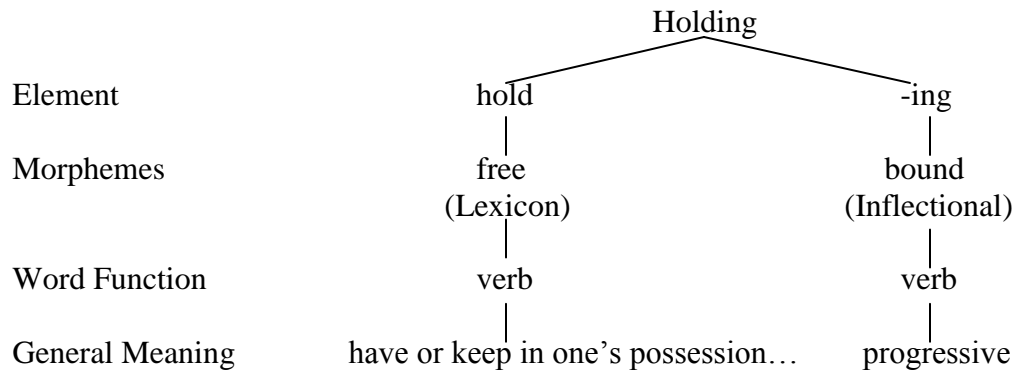 Holding
Element hold -ing
Morphemes free bound
(Lexicon) (Inflectional)
Word Function verb verb
General Meaning have or keep in one’s possession… progressive